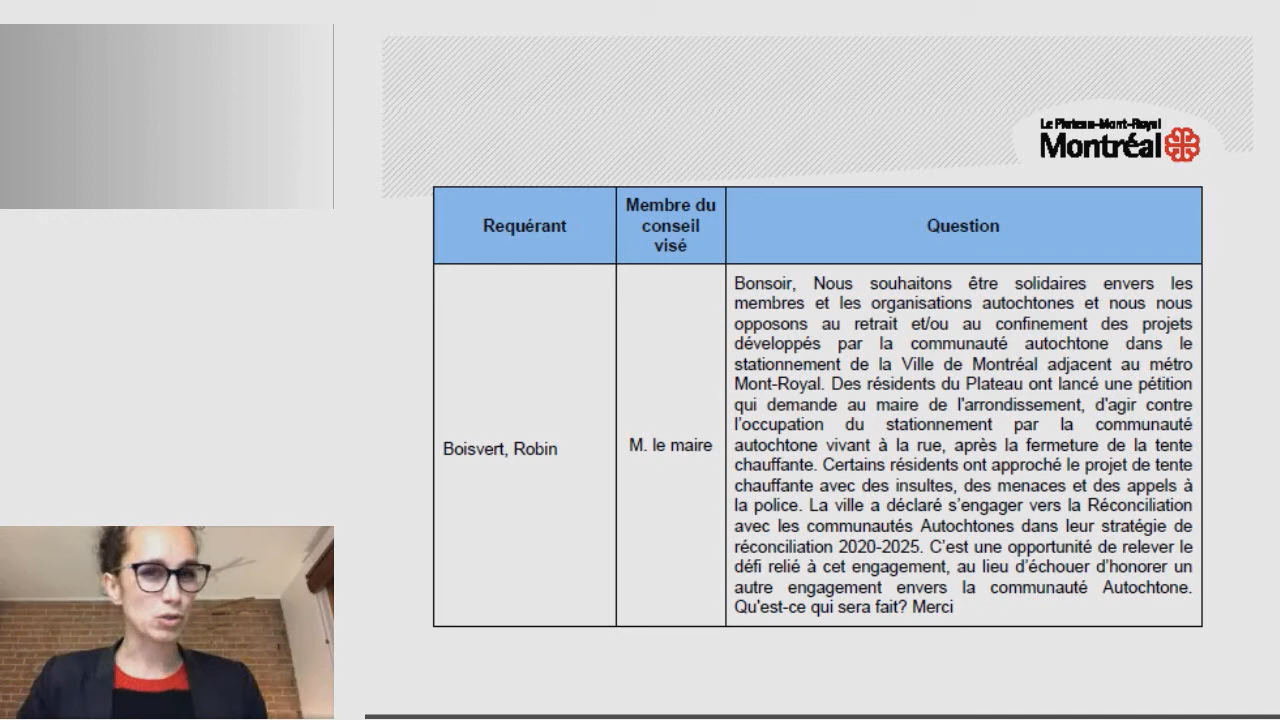 Le Plateau-Mont-Royal
Montréal
Requérant
Membre du
conseil
visé
Question
Boisvert, Robin
M. le maire
Bonsoir, Nous souhaitons être solidaires envers les
membres et les organisations autochtones et nous nous
opposons au retrait et/ou au confinement des projets
développés par la communauté autochtone dans le
stationnement de la Ville de Montréal adjacent au métro
Mont-Royal. Des résidents du Plateau ont lancé une pétition
qui demande au maire de l'arrondissement, d'agir contre
l'occupation du stationnement par la communauté
autochtone vivant à la rue, après la fermeture de la tente
chauffante. Certains résidents ont approché le projet de tente
chauffante avec des insultes, des menaces et des appels à
la police. La ville a déclaré s'engager vers la Réconciliation
avec les communautés Autochtones dans leur stratégie de
réconciliation 2020-2025. C'est une opportunité de relever le
défi relié à cet engagement, au lieu d'échouer d'honorer un
autre engagement envers la communauté Autochtone.
Qu'est-ce qui sera fait? Merci